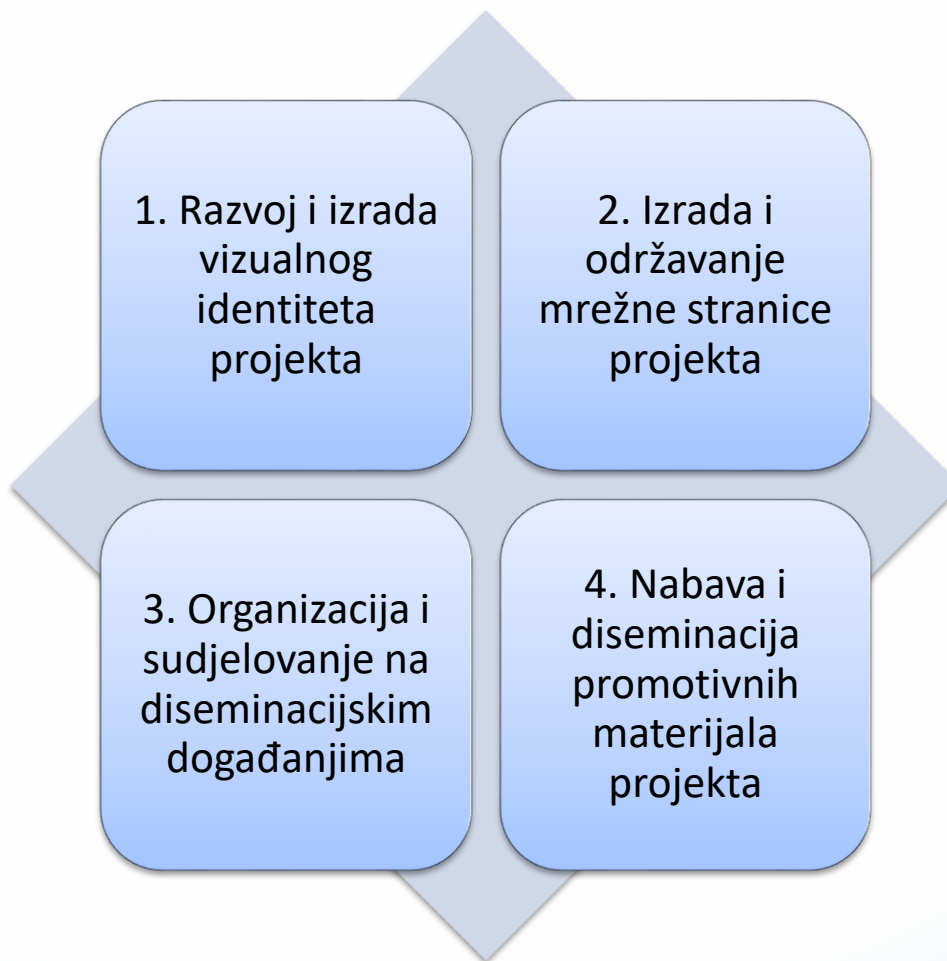 1. Razvoj i izrada
vizualnog
identiteta
projekta
2. Izrada i
održavanje
mrežne stranice
projekta
3. Organizacija i
sudjelovanje na
diseminacijskim
događanjima
4. Nabava i
diseminacija
promotivnih
materijala
projekta